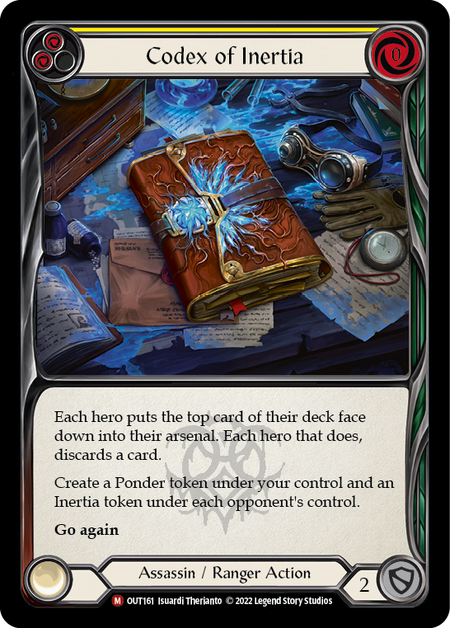 Codex of Inertia
0
Each hero puts the top card of their deck face
down into their arsenal. Each hero that does,
discards a card.
Create a Ponder token under your control and an
Inertia token under each opponent's control.
Go again
Assassin / Ranger Action
2
M OUT161 Isuardi Therianto © 2022 Legend Story Studios